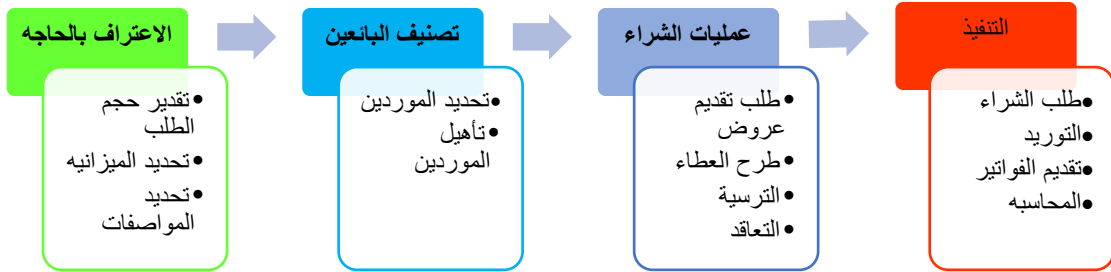 الاعتراف بالحاجه
• تقدير حجم
الطلب
• تحديد الميزانيه
• تحديد
المواصفات
تصنيف البائعين
• تحديد الموردين
• تأهيل
الموردين
عمليات الشراء
• طلب تقديم
عروض
• طرح العطاء
• الترسية
• التعاقد
التنفيذ
• طلب الشراء
• التوريد
• تقديم الفواتير
• المحاسبه